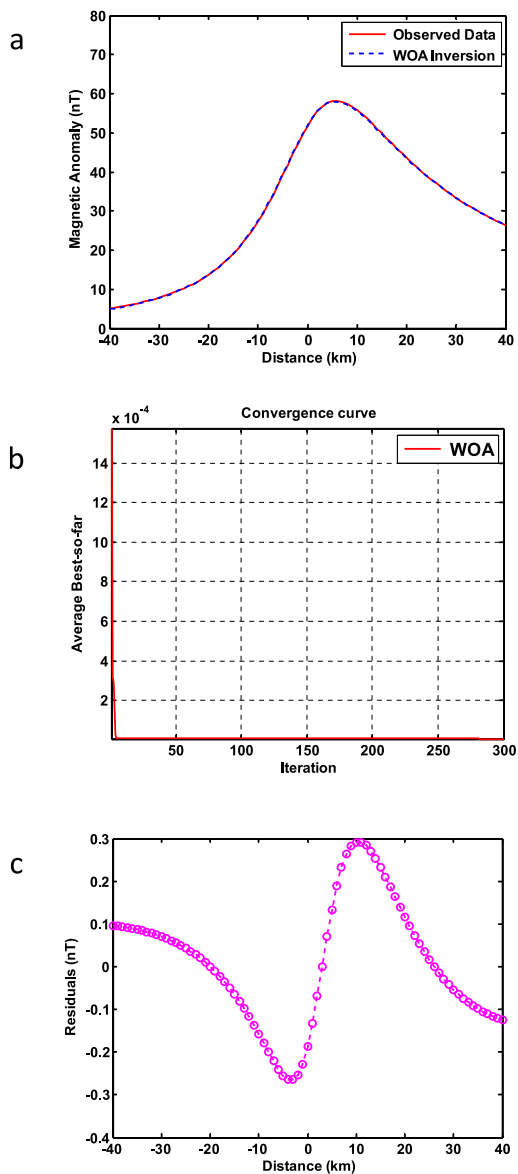 a
80
70
60
50
40
30
20
10
0
Magnetic Anomaly (nT)
Observed Data
WOA Inversion
-40 -30 -20 -10 0 10 20 30 40
Distance (km)
b
x 10⁻⁴
Convergence curve
WOA
14
12
10
8
6
4
2
Average Best-so-far
50 100 150 200 250 300
Iteration
c
0.3
0.2
0.1
0
-0.1
-0.2
-0.3
-0.4
Residuals (nT)
-40 -30 -20 -10 0 10 20 30 40
Distance (km)